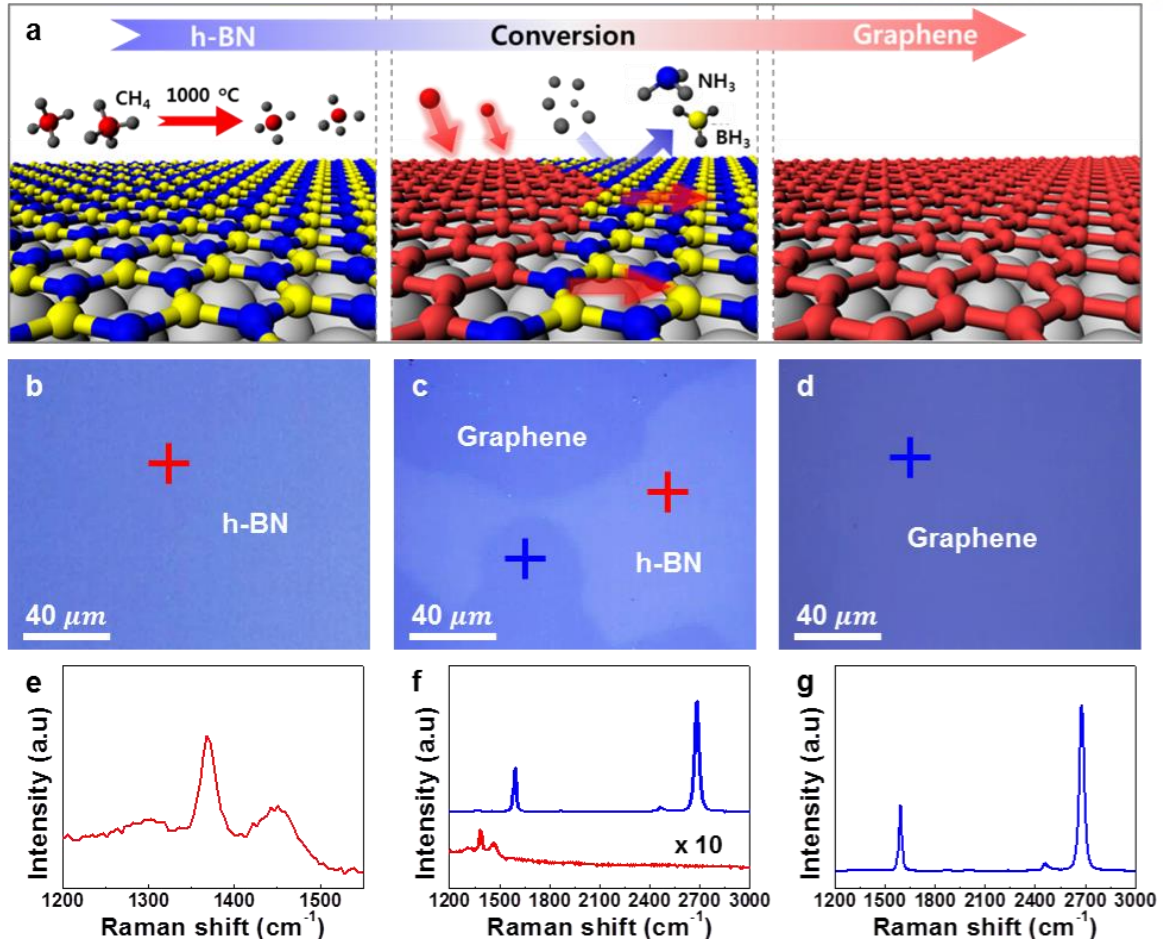 a
h-BN Conversion Graphene
CH₄ 1000 °C
NH₃
BH₃
b
h-BN
40 μm
c
Graphene
h-BN
40 μm
d
Graphene
40 μm
e
Intensity (a.u)
1200 1300 1400 1500
Raman shift (cm⁻¹)
f
Intensity (a.u)
x 10
1200 1500 1800 2100 2400 2700 3000
Raman shift (cm⁻¹)
g
Intensity (a.u)
1200 1500 1800 2100 2400 2700 3000
Raman shift (cm⁻¹)